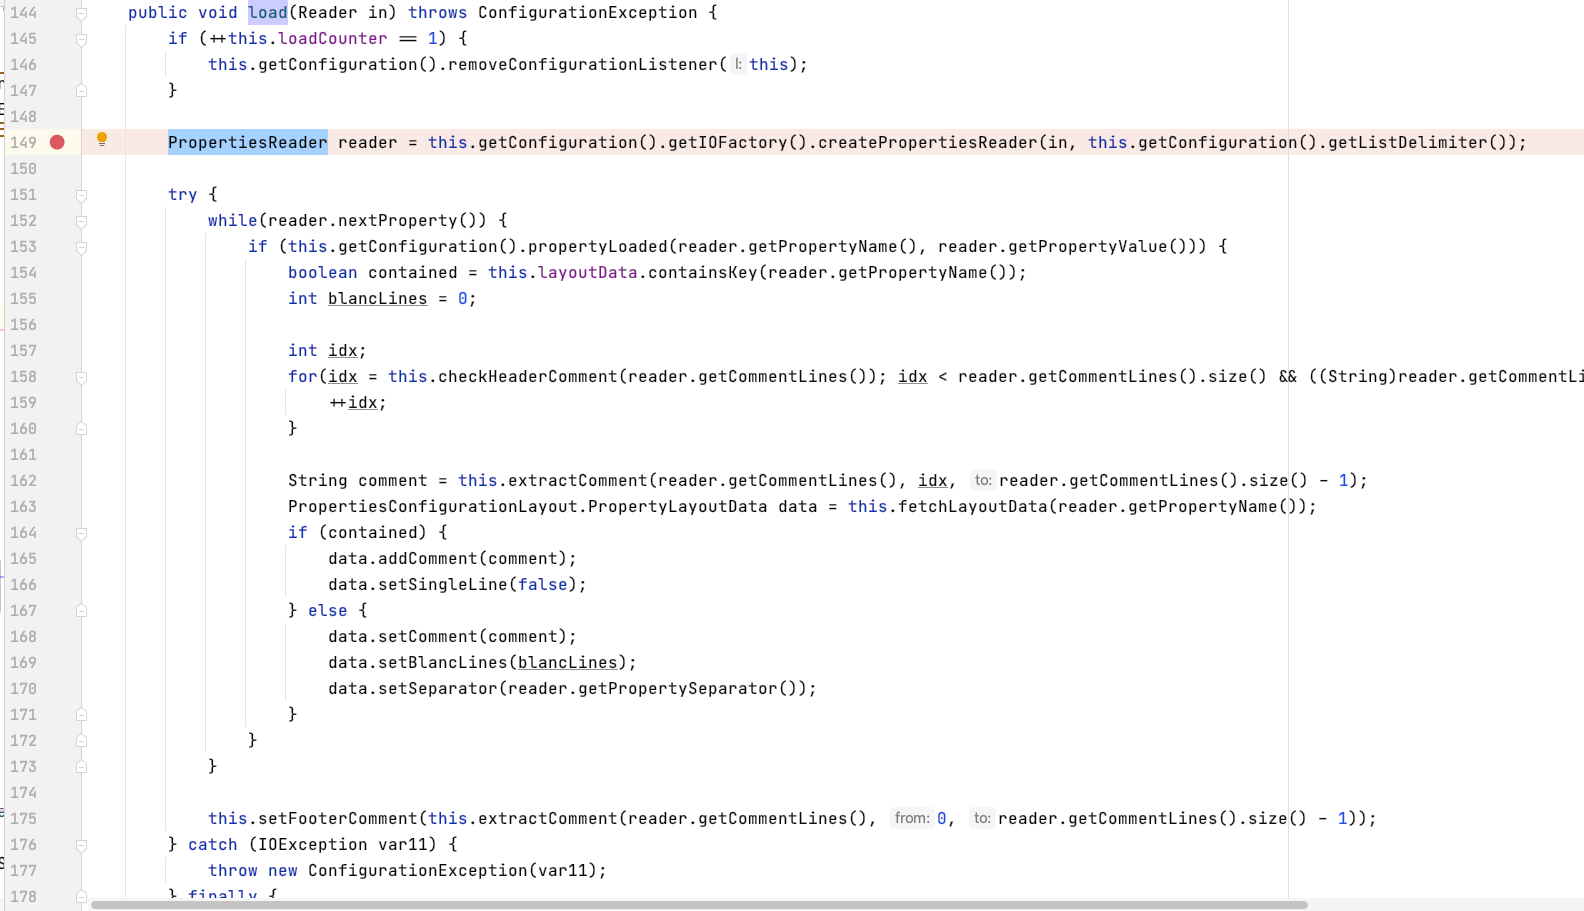 144 public void load(Reader in) throws ConfigurationException {
145 if (++this.loadCounter == 1) {
146 this.getConfiguration().removeConfigurationListener( l: this);
147 }
148
149 PropertiesReader reader = this.getConfiguration().getIOFactory().createPropertiesReader(in, this.getConfiguration().getListDelimiter());
150
151 try {
152 while(reader.nextProperty()) {
153 if (this.getConfiguration().propertyLoaded(reader.getPropertyName(), reader.getPropertyValue())) {
154 boolean contained = this.layoutData.containsKey(reader.getPropertyName());
155 int blancLines = 0;
156
157 int idx;
158 for(idx = this.checkHeaderComment(reader.getCommentLines()); idx < reader.getCommentLines().size() && ((String)reader.getCommentLi
159 ++idx;
160 }
161
162 String comment = this.extractComment(reader.getCommentLines(), idx, to: reader.getCommentLines().size() - 1);
163 PropertiesConfigurationLayout.PropertyLayoutData data = this.fetchLayoutData(reader.getPropertyName());
164 if (contained) {
165 data.addComment(comment);
166 data.setSingleLine(false);
167 } else {
168 data.setComment(comment);
169 data.setBlancLines(blancLines);
170 data.setSeparator(reader.getPropertySeparator());
171 }
172 }
173 }
174
175 this.setFooterComment(this.extractComment(reader.getCommentLines(), from: 0, to: reader.getCommentLines().size() - 1));
176 } catch (IOException var11) {
177 throw new ConfigurationException(var11);
178 } finally {